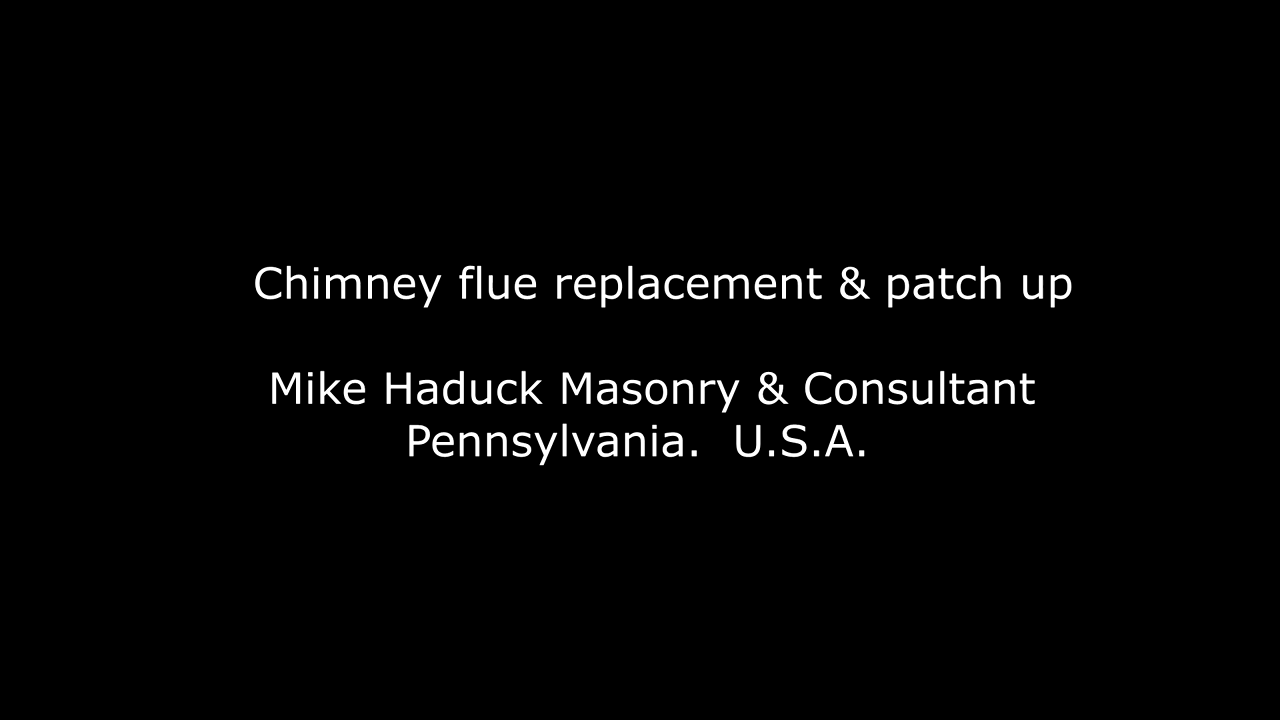 Chimney flue replacement & patch up
Mike Haduck Masonry & Consultant
Pennsylvania.  U.S.A.